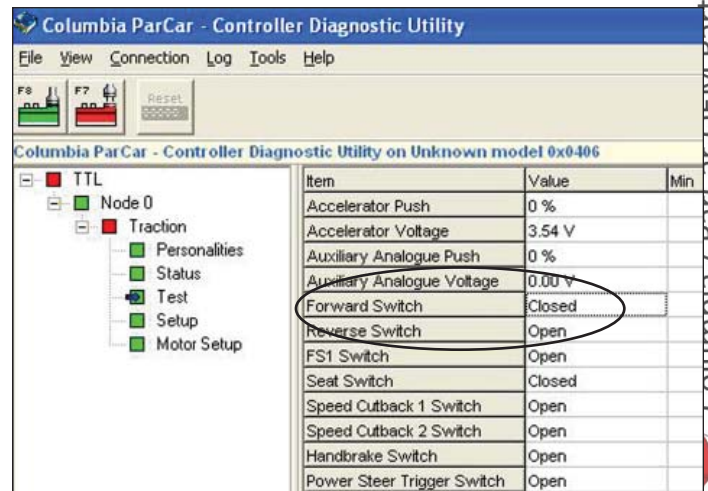 Columbia ParCar - Controller Diagnostic Utility
File View Connection Log Tools Help
F8 F7 Reset
Columbia ParCar - Controller Diagnostic Utility on Unknown model 0x0406
TTL
Node 0
Traction
Personalities
Status
Test
Setup
Motor Setup
Item Value Min
Accelerator Push 0 %
Accelerator Voltage 3.54 V
Auxiliary Analogue Push 0 %
Auxiliary Analogue Voltage 0.00 V
Forward Switch Closed
Reverse Switch Open
FS1 Switch Open
Seat Switch Closed
Speed Cutback 1 Switch Open
Speed Cutback 2 Switch Open
Handbrake Switch Open
Power Steer Trigger Switch Open